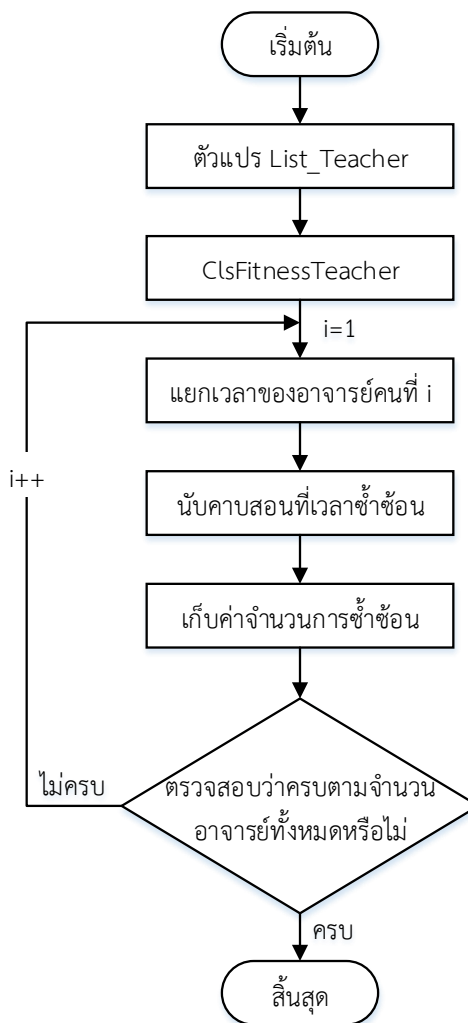 เริ่มต้น
ตัวแปร List_Teacher
ClsFitnessTeacher
i=1
แยกเวลาของอาจารย์คนที่ i
i++
นับคาบสอนที่เวลาซ้ำซ้อน
เก็บค่าจำนวนการซ้ำซ้อน
ไม่ครบ
ตรวจสอบว่าครบตามจำนวน
อาจารย์ทั้งหมดหรือไม่
ครบ
สิ้นสุด